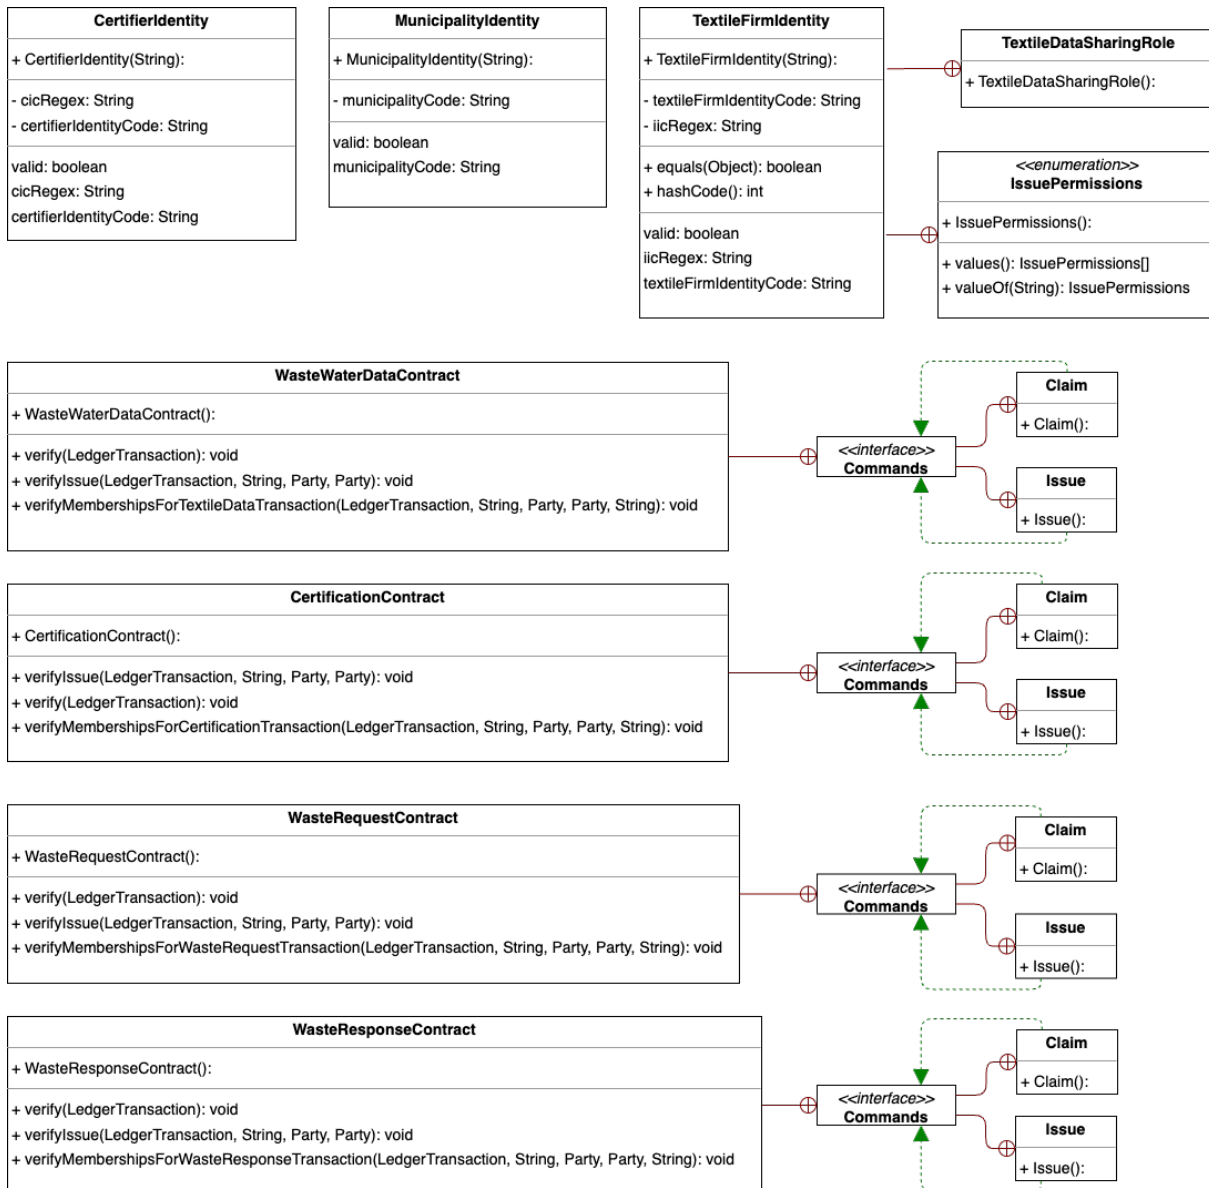 CertifierIdentity
+ CertifierIdentity(String):
- cicRegex: String
- certifierIdentityCode: String
valid: boolean
cicRegex: String
certifierIdentityCode: String
MunicipalityIdentity
+ MunicipalityIdentity(String):
- municipalityCode: String
valid: boolean
municipalityCode: String
TextileFirmIdentity
+ TextileFirmIdentity(String):
- textileFirmIdentityCode: String
- iicRegex: String
+ equals(Object): boolean
+ hashCode(): int
valid: boolean
iicRegex: String
textileFirmIdentityCode: String
TextileDataSharingRole
+ TextileDataSharingRole():
<<enumeration>>
IssuePermissions
+ IssuePermissions():
+ values(): IssuePermissions[]
+ valueOf(String): IssuePermissions
WasteWaterDataContract
+ WasteWaterDataContract():
+ verify(LedgerTransaction): void
+ verifyIssue(LedgerTransaction, String, Party, Party): void
+ verifyMembershipsForTextileDataTransaction(LedgerTransaction, String, Party, Party, String): void
<<interface>>
Commands
Claim
+ Claim():
Issue
+ Issue():
CertificationContract
+ CertificationContract():
+ verifyIssue(LedgerTransaction, String, Party, Party): void
+ verify(LedgerTransaction): void
+ verifyMembershipsForCertificationTransaction(LedgerTransaction, String, Party, Party, String): void
<<interface>>
Commands
Claim
+ Claim():
Issue
+ Issue():
WasteRequestContract
+ WasteRequestContract():
+ verify(LedgerTransaction): void
+ verifyIssue(LedgerTransaction, String, Party, Party): void
+ verifyMembershipsForWasteRequestTransaction(LedgerTransaction, String, Party, Party, String): void
<<interface>>
Commands
Claim
+ Claim():
Issue
+ Issue():
WasteResponseContract
+ WasteResponseContract():
+ verify(LedgerTransaction): void
+ verifyIssue(LedgerTransaction, String, Party, Party): void
+ verifyMembershipsForWasteResponseTransaction(LedgerTransaction, String, Party, Party, String): void
<<interface>>
Commands
Claim
+ Claim():
Issue
+ Issue():